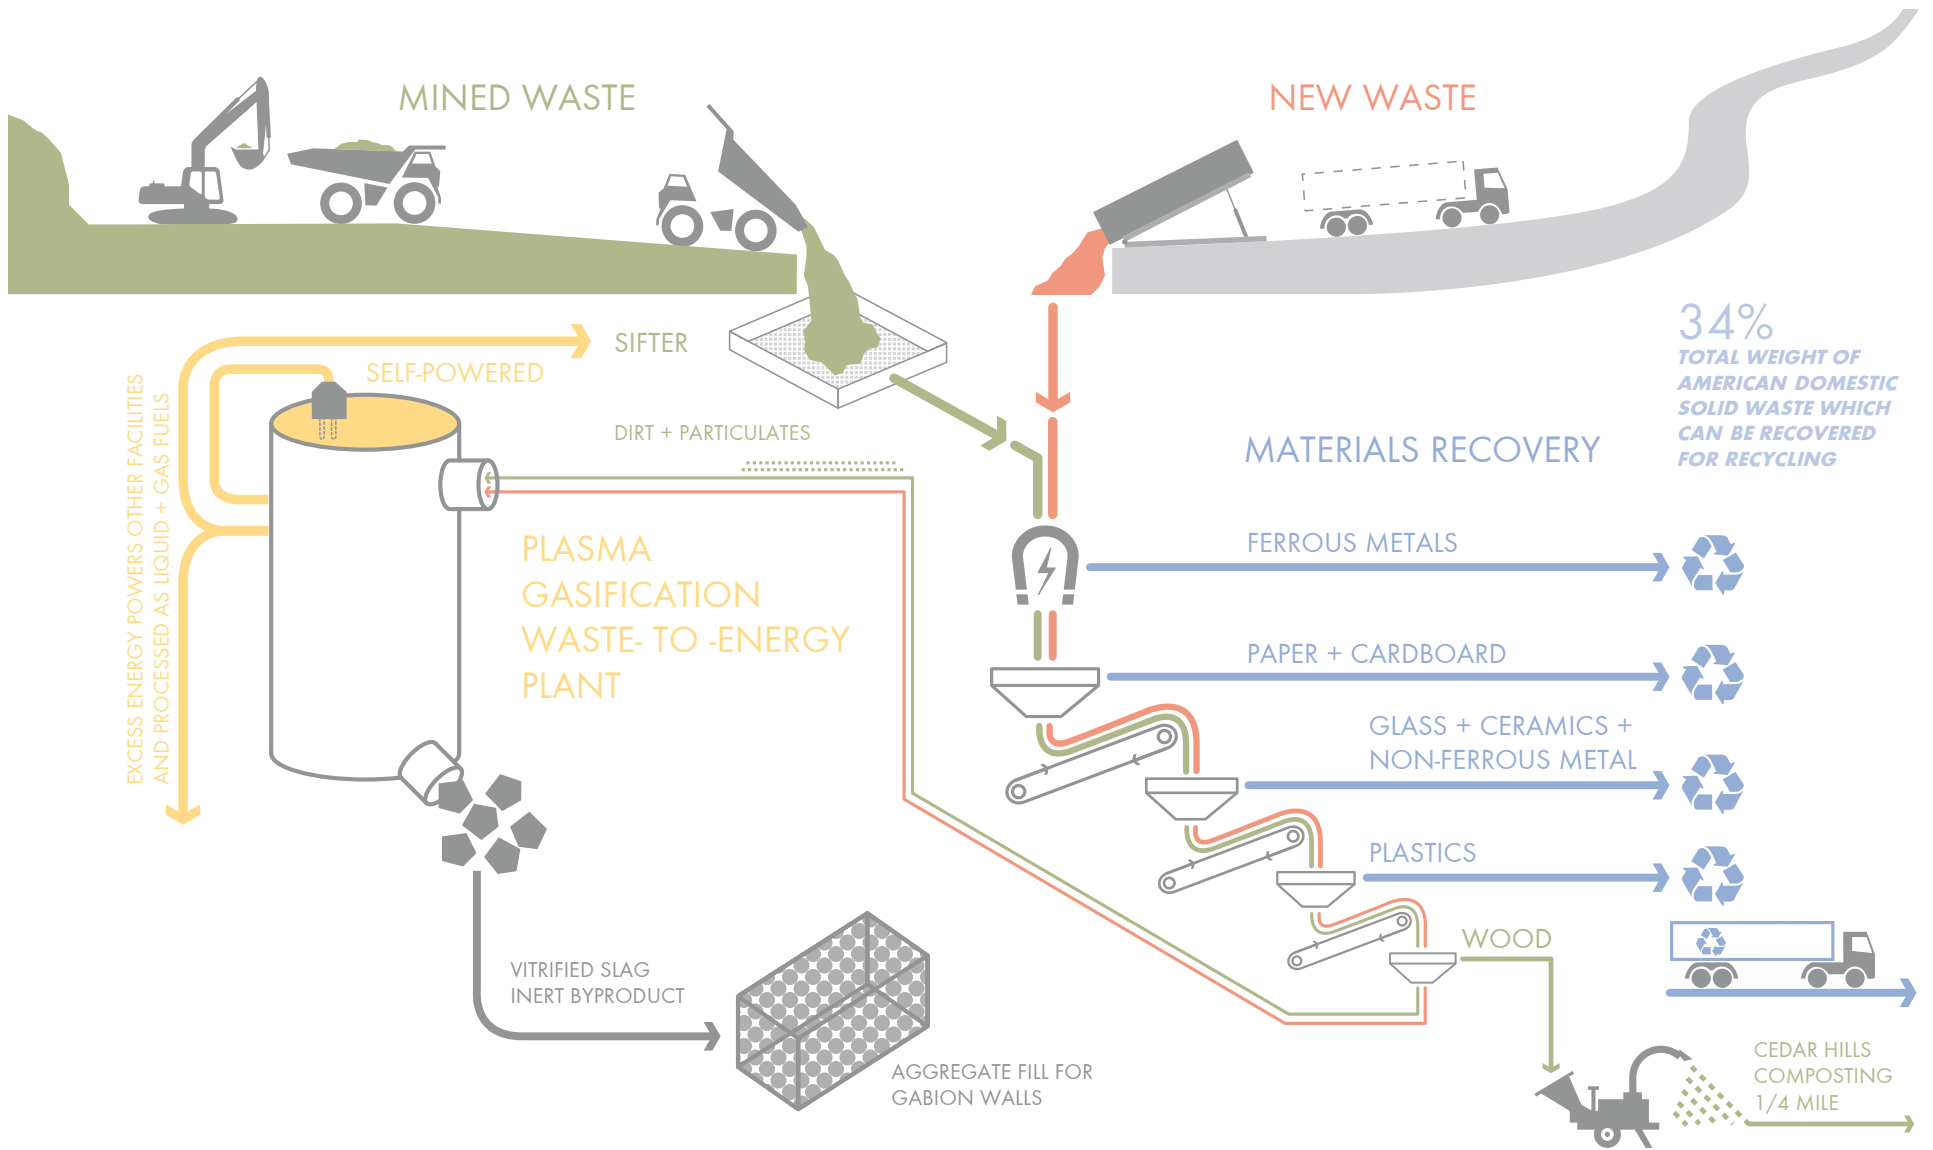 MINED WASTE
NEW WASTE
34%
TOTAL WEIGHT OF
AMERICAN DOMESTIC
SOLID WASTE WHICH
CAN BE RECOVERED
FOR RECYCLING
SIFTER
SELF-POWERED
EXCESS ENERGY POWERS OTHER FACILITIES
AND PROCESSED AS LIQUID + GAS FUELS
DIRT + PARTICULATES
MATERIALS RECOVERY
PLASMA
GASIFICATION
WASTE- TO -ENERGY
PLANT
FERROUS METALS
PAPER + CARDBOARD
GLASS + CERAMICS +
NON-FERROUS METAL
PLASTICS
WOOD
VITRIFIED SLAG
INERT BYPRODUCT
AGGREGATE FILL FOR
GABION WALLS
CEDAR HILLS
COMPOSTING
1/4 MILE